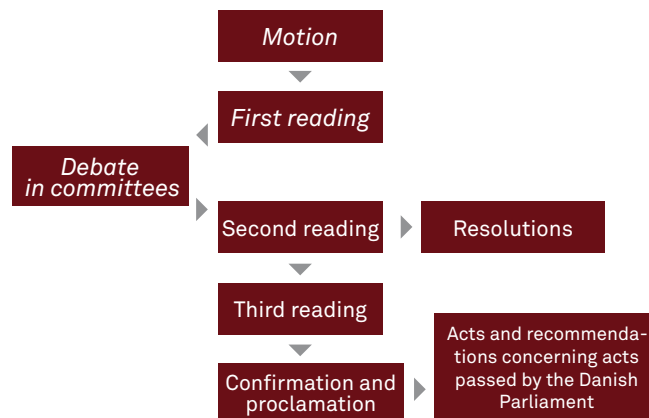 Motion
First reading
Debate
in committees
Second reading
Resolutions
Third reading
Confirmation and
proclamation
Acts and recommenda-
tions concerning acts
passed by the Danish
Parliament